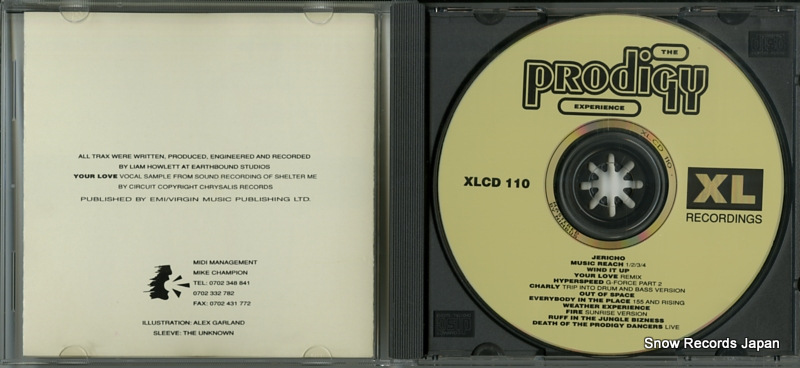 ALL TRAX WERE WRITTEN, PRODUCED, ENGINEERED AND RECORDED
BY LIAM HOWLETT AT EARTHBOUND STUDIOS
YOUR LOVE VOCAL SAMPLE FROM SOUND RECORDING OF SHELTER ME
BY CIRCUIT COPYRIGHT CHRYSALIS RECORDS
PUBLISHED BY EMI/VIRGIN MUSIC PUBLISHING LTD.
MIDI MANAGEMENT
MIKE CHAMPION
TEL: 0702 348 841
0702 332 782
FAX: 0702 431 772
ILLUSTRATION: ALEX GARLAND
SLEEVE: THE UNKNOWN
THE
PRODIGY
EXPERIENCE
XLCD 110
XLCD 110
XL
RECORDINGS
JERICHO
MUSIC REACH 1/2/3/4
WIND IT UP
YOUR LOVE REMIX
HYPERSPEED G-FORCE PART 2
CHARLY TRIP INTO DRUM AND BASS VERSION
OUT OF SPACE
EVERYBODY IN THE PLACE 155 AND RISING
WEATHER EXPERIENCE
FIRE SUNRISE VERSION
RUFF IN THE JUNGLE BIZNESS
DEATH OF THE PRODIGY DANCERS LIVE
Snow Records Japan